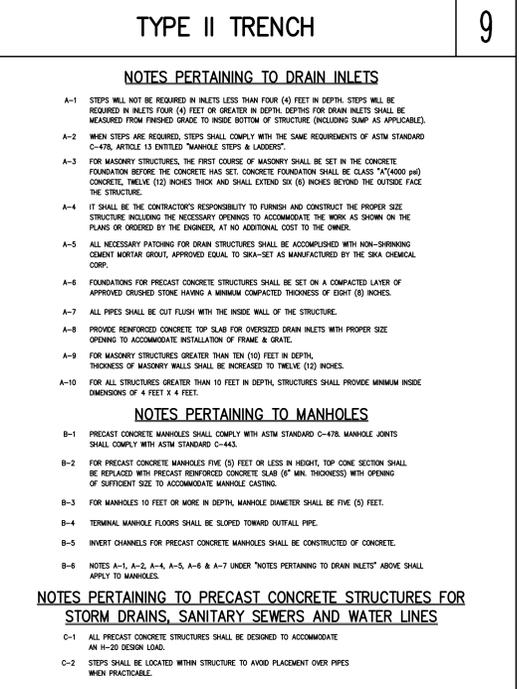 TYPE II TRENCH
9
NOTES PERTAINING TO DRAIN INLETS
A-1 STEPS WILL NOT BE REQUIRED IN INLETS LESS THAN FOUR (4) FEET IN DEPTH. STEPS WILL BE
REQUIRED IN INLETS FOUR (4) FEET OR GREATER IN DEPTH. DEPTHS FOR DRAIN INLETS SHALL BE
MEASURED FROM FINISHED GRADE TO INSIDE BOTTOM OF STRUCTURE (INCLUDING SUMP AS APPLICABLE).
A-2 WHEN STEPS ARE REQUIRED, STEPS SHALL COMPLY WITH THE SAME REQUIREMENTS OF ASTM STANDARD
C-478, ARTICLE 13 ENTITLED "MANHOLE STEPS & LADDERS".
A-3 FOR MASONRY STRUCTURES, THE FIRST COURSE OF MASONRY SHALL BE SET IN THE CONCRETE
FOUNDATION BEFORE THE CONCRETE HAS SET. CONCRETE FOUNDATION SHALL BE CLASS "A"(4000 psi)
CONCRETE, TWELVE (12) INCHES THICK AND SHALL EXTEND SIX (6) INCHES BEYOND THE OUTSIDE FACE
THE STRUCTURE.
A-4 IT SHALL BE THE CONTRACTOR'S RESPONSIBILITY TO FURNISH AND CONSTRUCT THE PROPER SIZE
STRUCTURE INCLUDING THE NECESSARY OPENINGS TO ACCOMMODATE THE WORK AS SHOWN ON THE
PLANS OR ORDERED BY THE ENGINEER, AT NO ADDITIONAL COST TO THE OWNER.
A-5 ALL NECESSARY PATCHING FOR DRAIN STRUCTURES SHALL BE ACCOMPLISHED WITH NON-SHRINKING
CEMENT MORTAR GROUT, APPROVED EQUAL TO SIKA-SET AS MANUFACTURED BY THE SIKA CHEMICAL
CORP.
A-6 FOUNDATIONS FOR PRECAST CONCRETE STRUCTURES SHALL BE SET ON A COMPACTED LAYER OF
APPROVED CRUSHED STONE HAVING A MINIMUM COMPACTED THICKNESS OF EIGHT (8) INCHES.
A-7 ALL PIPES SHALL BE CUT FLUSH WITH THE INSIDE WALL OF THE STRUCTURE.
A-8 PROVIDE REINFORCED CONCRETE TOP SLAB FOR OVERSIZED DRAIN INLETS WITH PROPER SIZE
OPENING TO ACCOMMODATE INSTALLATION OF FRAME & GRATE.
A-9 FOR MASONRY STRUCTURES GREATER THAN TEN (10) FEET IN DEPTH,
THICKNESS OF MASONRY WALLS SHALL BE INCREASED TO TWELVE (12) INCHES.
A-10 FOR ALL STRUCTURES GREATER THAN 10 FEET IN DEPTH, STRUCTURES SHALL PROVIDE MINIMUM INSIDE
DIMENSIONS OF 4 FEET X 4 FEET.
NOTES PERTAINING TO MANHOLES
B-1 PRECAST CONCRETE MANHOLES SHALL COMPLY WITH ASTM STANDARD C-478. MANHOLE JOINTS
SHALL COMPLY WITH ASTM STANDARD C-443.
B-2 FOR PRECAST CONCRETE MANHOLES FIVE (5) FEET OR LESS IN HEIGHT, TOP CONE SECTION SHALL
BE REPLACED WITH PRECAST REINFORCED CONCRETE SLAB (6" MIN. THICKNESS) WITH OPENING
OF SUFFICIENT SIZE TO ACCOMMODATE MANHOLE CASTING.
B-3 FOR MANHOLES 10 FEET OR MORE IN DEPTH, MANHOLE DIAMETER SHALL BE FIVE (5) FEET.
B-4 TERMINAL MANHOLE FLOORS SHALL BE SLOPED TOWARD OUTFALL PIPE.
B-5 INVERT CHANNELS FOR PRECAST CONCRETE MANHOLES SHALL BE CONSTRUCTED OF CONCRETE.
B-6 NOTES A-1, A-2, A-4, A-5, A-6 & A-7 UNDER "NOTES PERTAINING TO DRAIN INLETS" ABOVE SHALL
APPLY TO MANHOLES.
NOTES PERTAINING TO PRECAST CONCRETE STRUCTURES FOR
STORM DRAINS, SANITARY SEWERS AND WATER LINES
C-1 ALL PRECAST CONCRETE STRUCTURES SHALL BE DESIGNED TO ACCOMMODATE
AN H-20 DESIGN LOAD.
C-2 STEPS SHALL BE LOCATED WITHIN STRUCTURE TO AVOID PLACEMENT OVER PIPES
WHEN PRACTICABLE.